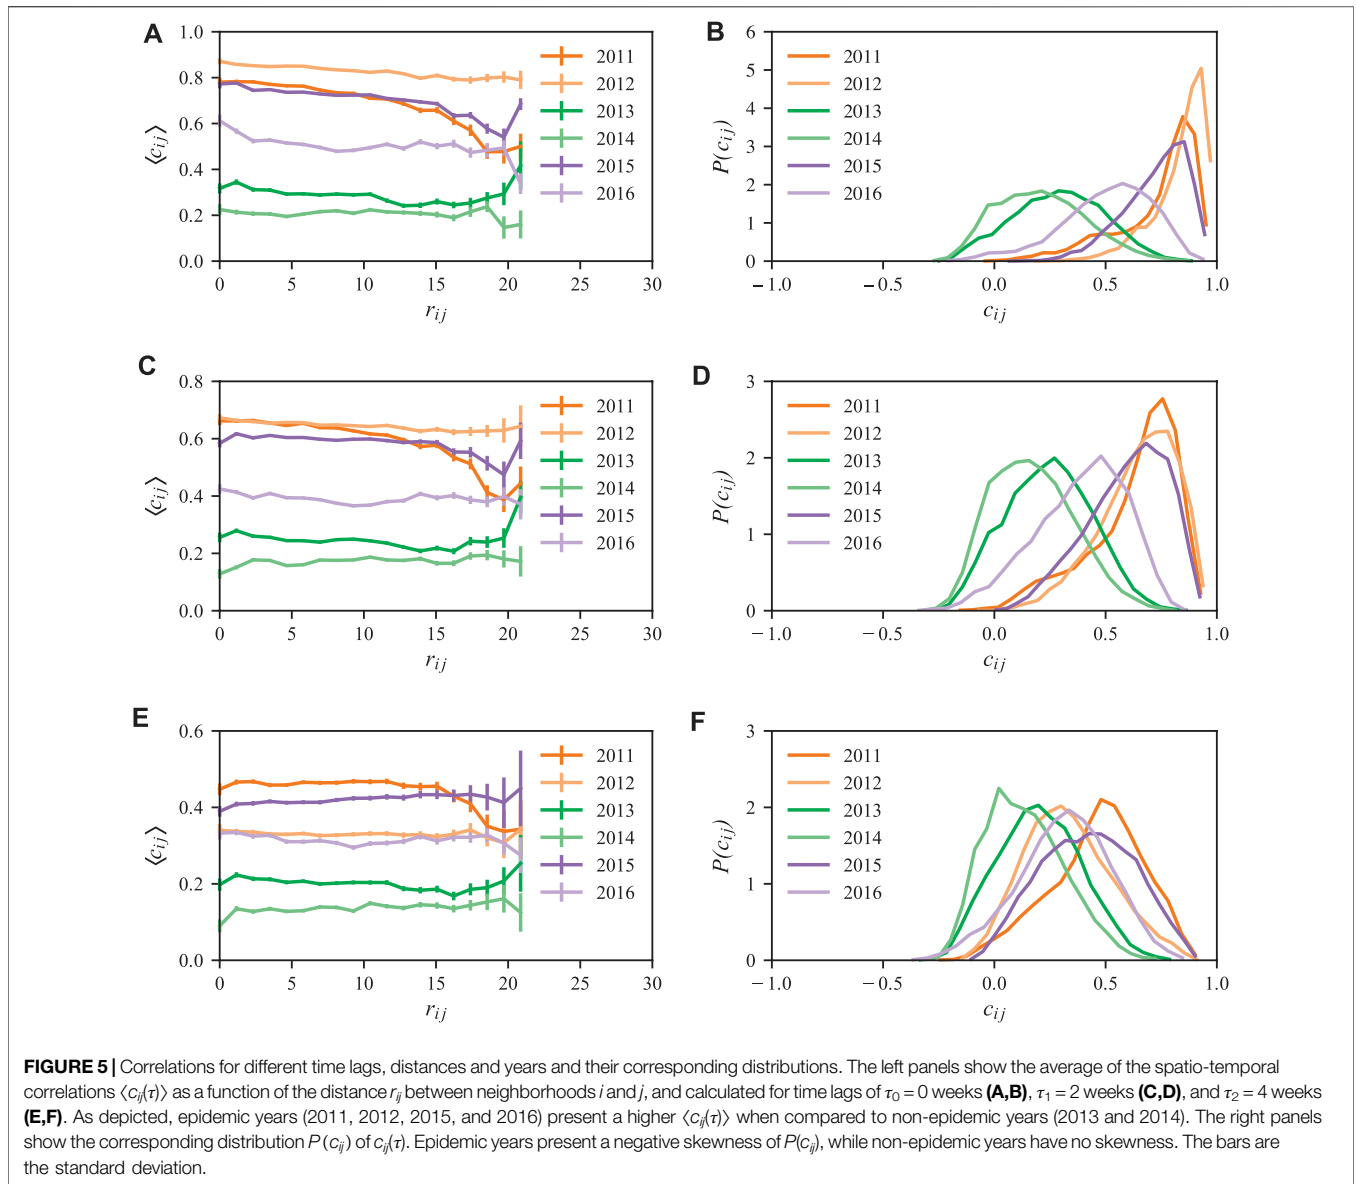 A
1.0
0.8
0.6
0.4
0.2
0.0
⟨c_ij⟩
0 5 10 15 20 25 30
r_ij
2011
2012
2013
2014
2015
2016
B
6
5
4
3
2
1
0
P(c_ij)
−1.0 −0.5 0.0 0.5 1.0
c_ij
2011
2012
2013
2014
2015
2016
C
0.8
0.6
0.4
0.2
0.0
⟨c_ij⟩
0 5 10 15 20 25 30
r_ij
2011
2012
2013
2014
2015
2016
D
3
2
1
0
P(c_ij)
−1.0 −0.5 0.0 0.5 1.0
c_ij
2011
2012
2013
2014
2015
2016
E
0.6
0.4
0.2
0.0
⟨c_ij⟩
0 5 10 15 20 25 30
r_ij
2011
2012
2013
2014
2015
2016
F
3
2
1
0
P(c_ij)
−1.0 −0.5 0.0 0.5 1.0
c_ij
2011
2012
2013
2014
2015
2016
FIGURE 5 | Correlations for different time lags, distances and years and their corresponding distributions. The left panels show the average of the spatio-temporal
correlations ⟨c_ij(τ)⟩ as a function of the distance r_ij between neighborhoods i and j, and calculated for time lags of τ₀ = 0 weeks (A,B), τ₁ = 2 weeks (C,D), and τ₂ = 4 weeks
(E,F). As depicted, epidemic years (2011, 2012, 2015, and 2016) present a higher ⟨c_ij(τ)⟩ when compared to non-epidemic years (2013 and 2014). The right panels
show the corresponding distribution P (c_ij) of c_ij(τ). Epidemic years present a negative skewness of P(c_ij), while non-epidemic years have no skewness. The bars are
the standard deviation.